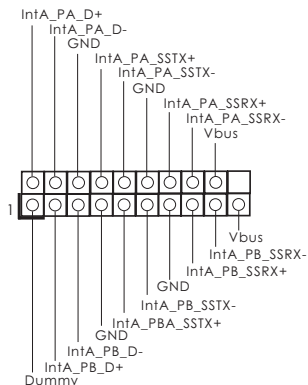 IntA_PA_D+
IntA_PA_D-
GND
IntA_PA_SSTX+
IntA_PA_SSTX-
GND
IntA_PA_SSRX+
IntA_PA_SSRX-
Vbus
1
Vbus
IntA_PB_SSRX-
IntA_PB_SSRX+
GND
IntA_PB_SSTX-
IntA_PBA_SSTX+
GND
IntA_PB_D-
IntA_PB_D+
Dummy